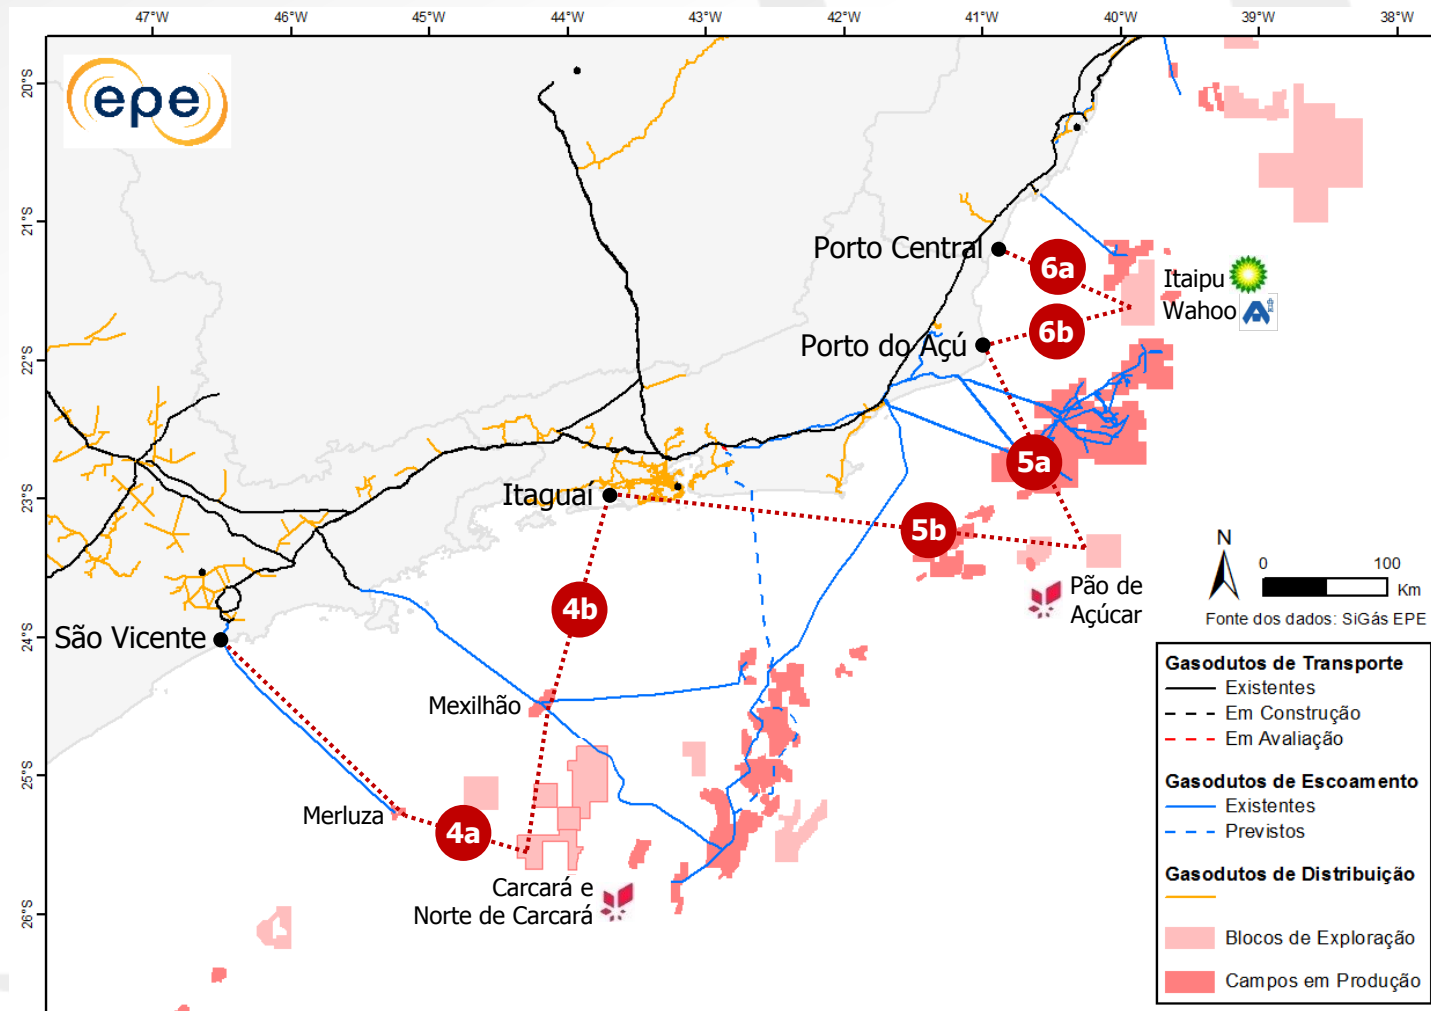 47°W 46°W 45°W 44°W 43°W 42°W 41°W 40°W 39°W 38°W
20°S
21°S
22°S
23°S
24°S
25°S
26°S
epe
Porto Central
6a
Itaipu
Wahoo
6b
Porto do Açú
5a
Itaguaí
5b
Pão de
Açúcar
4b
São Vicente
Mexilhão
Merluza
4a
Carcará e
Norte de Carcará
N
0 100
Km
Fonte dos dados: SiGás EPE
Gasodutos de Transporte
Existentes
Em Construção
Em Avaliação
Gasodutos de Escoamento
Existentes
Previstos
Gasodutos de Distribuição
Blocos de Exploração
Campos em Produção